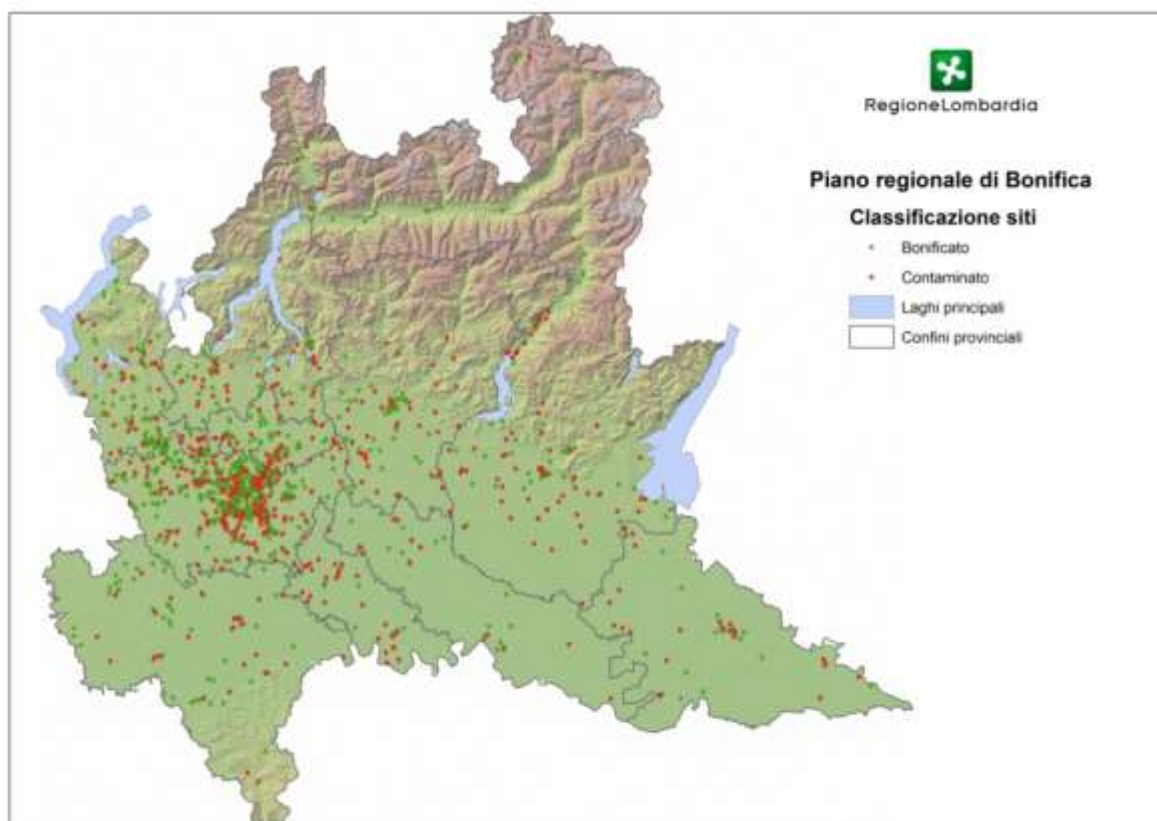 RegioneLombardia
Piano regionale di Bonifica
Classificazione siti
Bonificato
Contaminato
Laghi principali
Confini provinciali